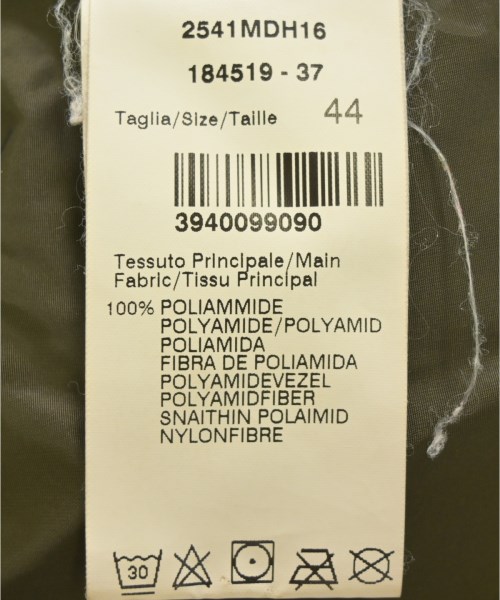 2541MDH16
184519 - 37
Taglia/Size/Taille 44
3940099090
Tessuto Principale/Main
Fabric/Tissu Principal
100% POLIAMMIDE
POLYAMIDE/POLYAMID
POLIAMIDA
FIBRA DE POLIAMIDA
POLYAMIDEVEZEL
POLYAMIDFIBER
SNAITHIN POLAIMID
NYLONFIBRE
30